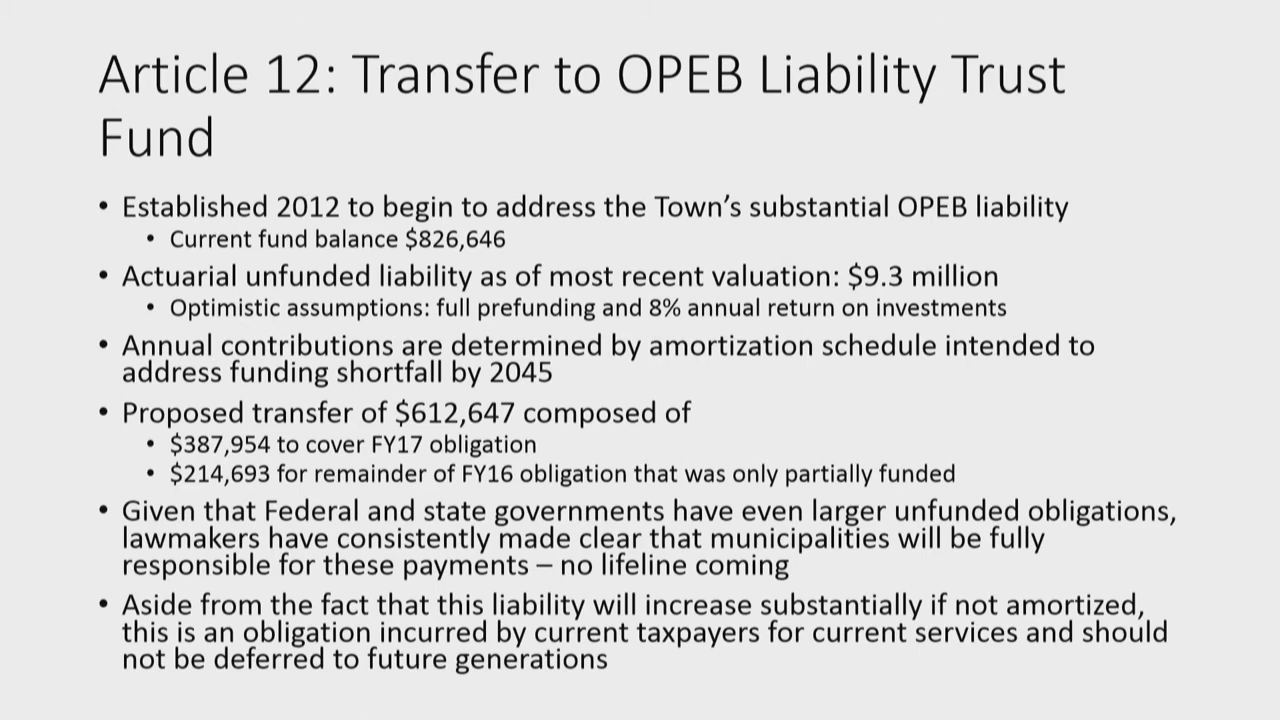 Article 12: Transfer to OPEB Liability Trust
Fund
• Established 2012 to begin to address the Town's substantial OPEB liability
• Current fund balance $826,646
• Actuarial unfunded liability as of most recent valuation: $9.3 million
• Optimistic assumptions: full prefunding and 8% annual return on investments
• Annual contributions are determined by amortization schedule intended to
address funding shortfall by 2045
• Proposed transfer of $612,647 composed of
• $387,954 to cover FY17 obligation
• $214,693 for remainder of FY16 obligation that was only partially funded
• Given that Federal and state governments have even larger unfunded obligations,
lawmakers have consistently made clear that municipalities will be fully
responsible for these payments – no lifeline coming
• Aside from the fact that this liability will increase substantially if not amortized,
this is an obligation incurred by current taxpayers for current services and should
not be deferred to future generations